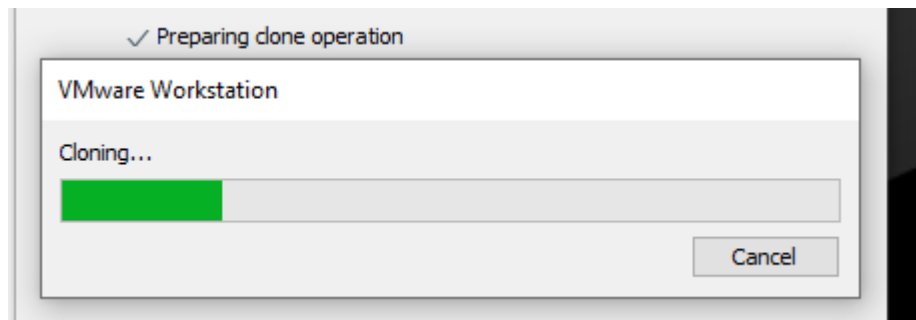 ✓ Preparing clone operation
VMware Workstation
Cloning...
Cancel